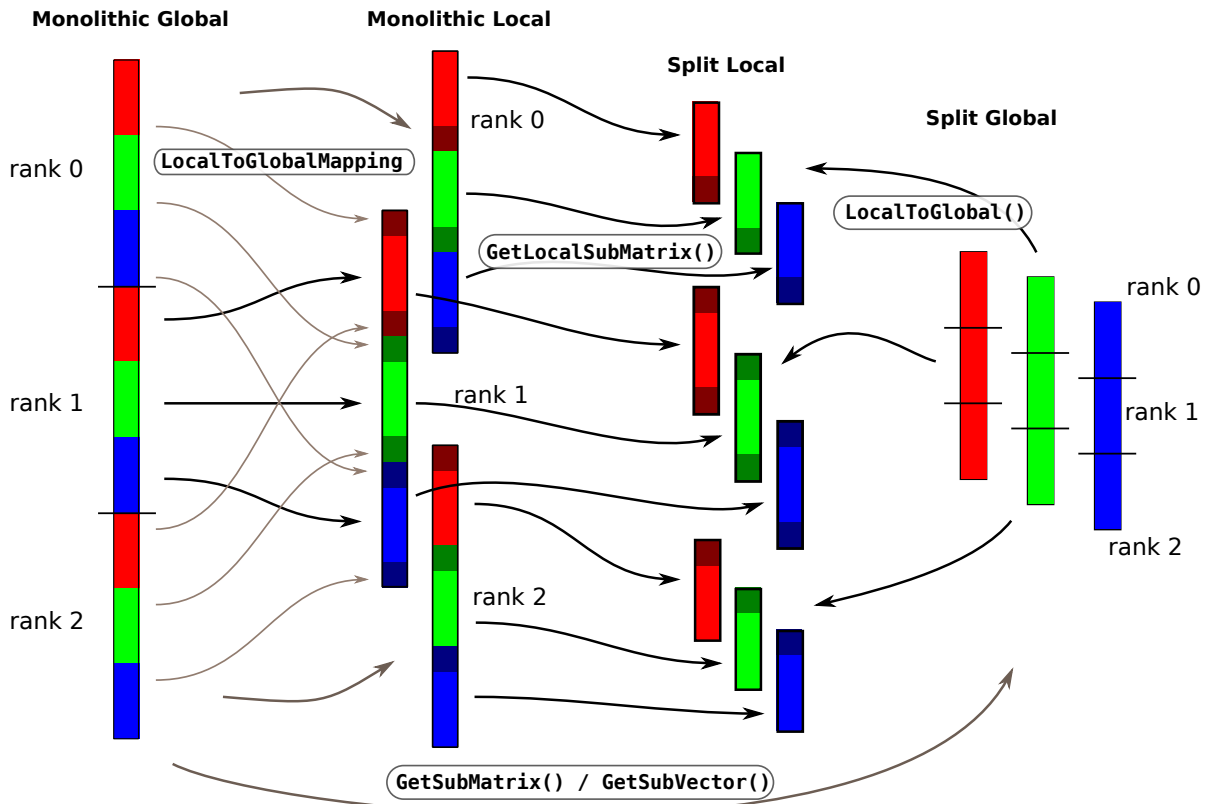 Monolithic Global
Monolithic Local
Split Local
Split Global
rank 0
LocalToGlobalMapping
rank 0
GetLocalSubMatrix()
LocalToGlobal()
rank 0
rank 1
rank 1
rank 1
rank 2
rank 2
rank 2
GetSubMatrix() / GetSubVector()